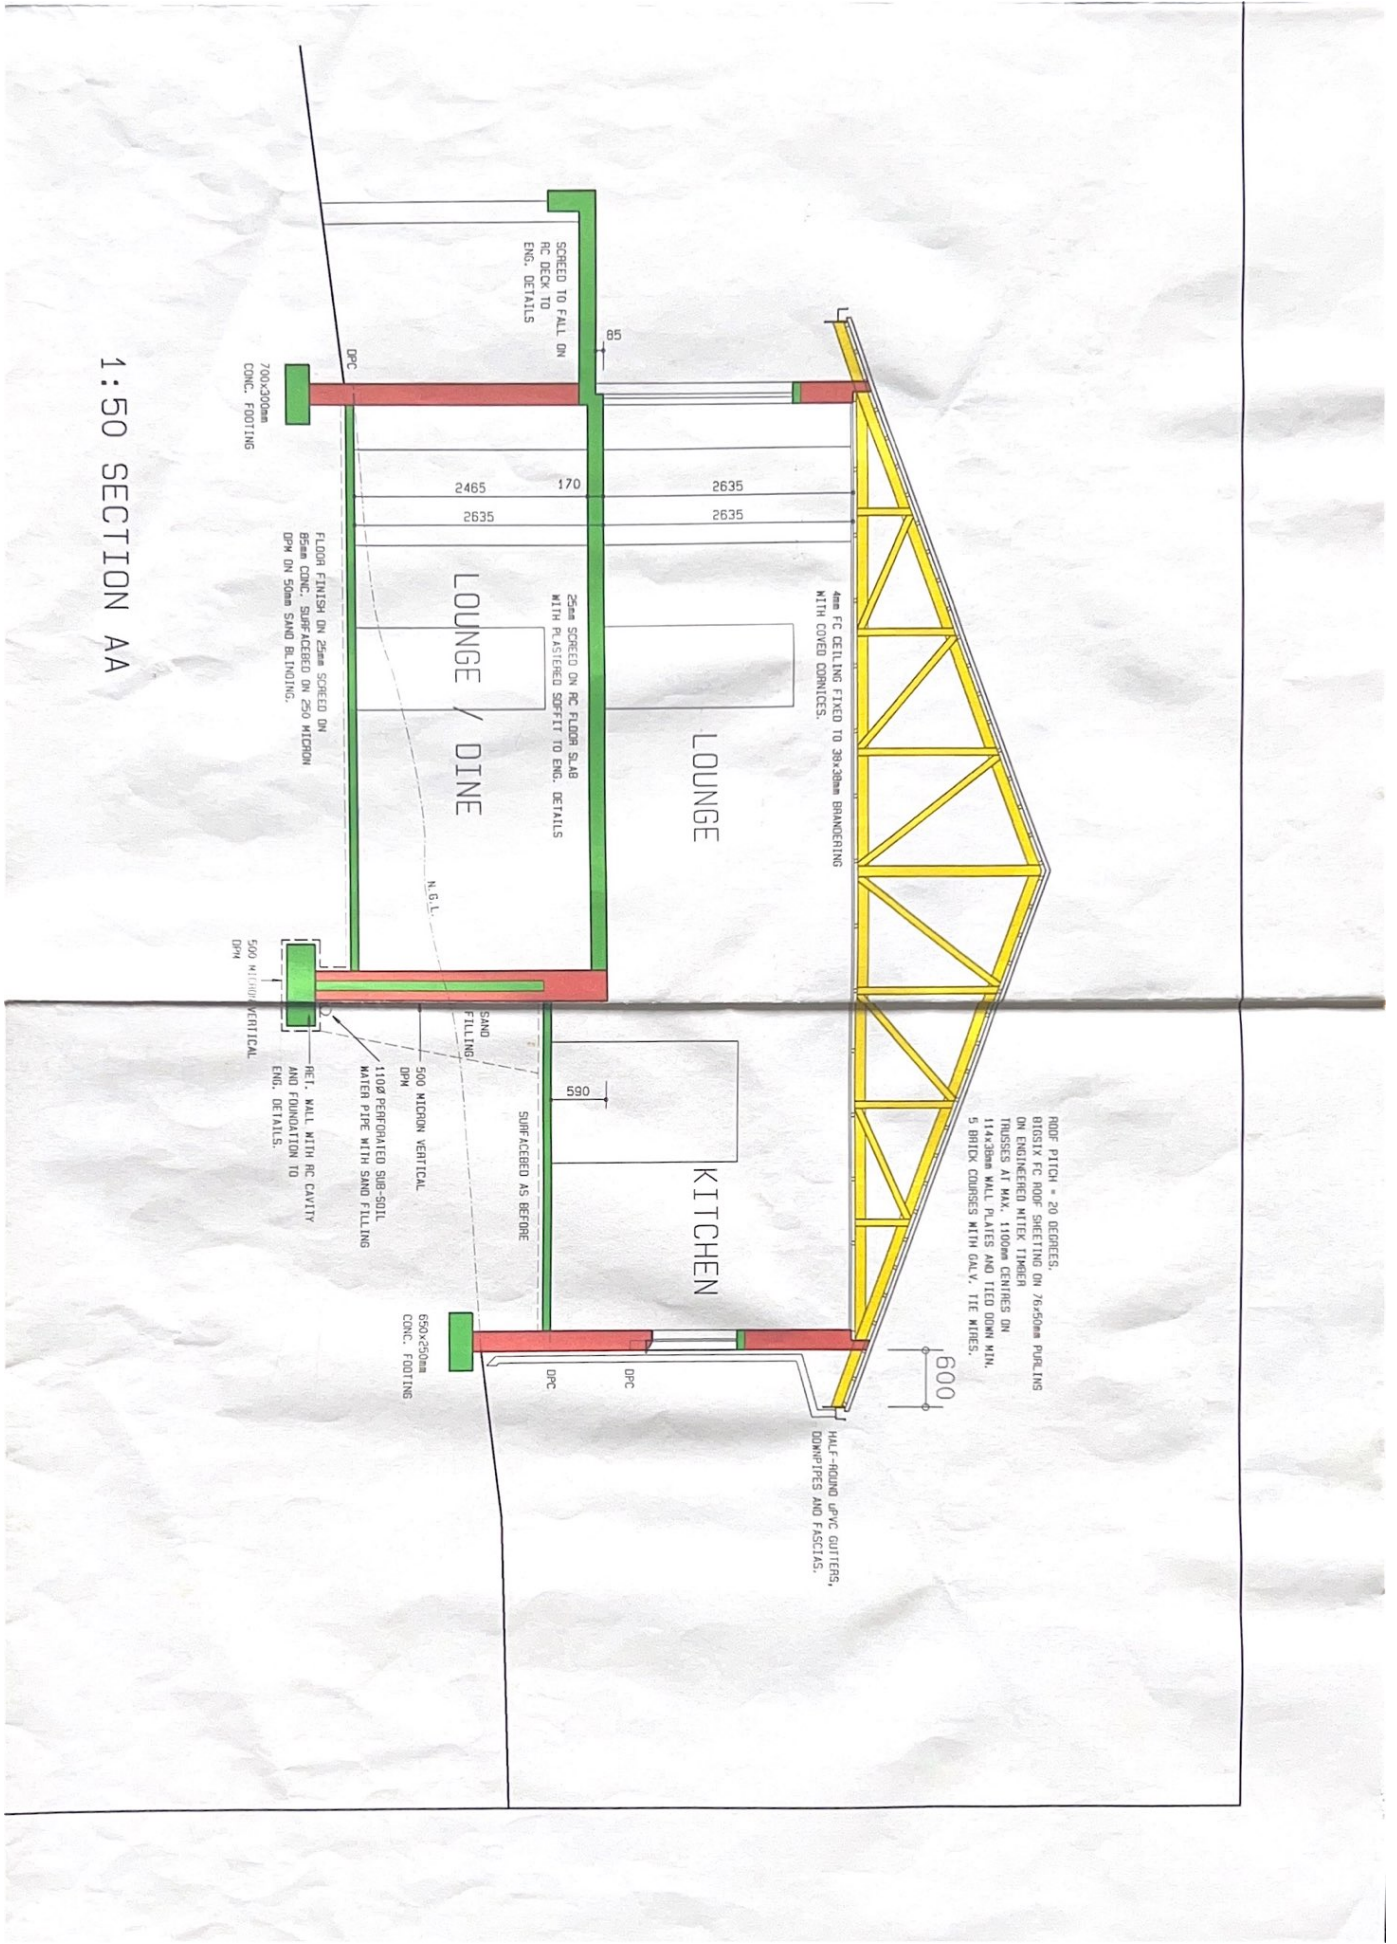 ROOF PITCH = 20 DEGREES.
BIGSIX FC ROOF SHEETING ON 76x50mm PURLINS
ON ENGINEERED MITEK TIMBER
TRUSSES AT MAX. 1100mm CENTRES ON
114x38mm WALL PLATES AND TIED DOWN MIN.
5 BRICK COURSES WITH GALV. TIE WIRES.
600
HALF-ROUND uPVC GUTTERS,
DOWNPIPES AND FASCIAS.
4mm FC CEILING FIXED TO 38x38mm BRANDERING
WITH COVED CORNICES.
2635
2635
LOUNGE
KITCHEN
85
SCREED TO FALL ON
RC DECK TO
ENG. DETAILS
170
25mm SCREED ON RC FLOOR SLAB
WITH PLASTERED SOFFIT TO ENG. DETAILS
590
DPC
DPC
SURFACEBED AS BEFORE
2465
2635
LOUNGE / DINE
SAND
FILLING
N.G.L.
500 MICRON VERTICAL
DPM
110Ø PERFORATED SUB-SOIL
WATER PIPE WITH SAND FILLING
650x250mm
CONC. FOOTING
DPC
FLOOR FINISH ON 25mm SCREED ON
85mm CONC. SURFACEBED ON 250 MICRON
DPM ON 50mm SAND BLINDING.
RET. WALL WITH RC CAVITY
AND FOUNDATION TO
ENG. DETAILS.
700x300mm
CONC. FOOTING
500 MICRON VERTICAL
DPM
1:50 SECTION AA